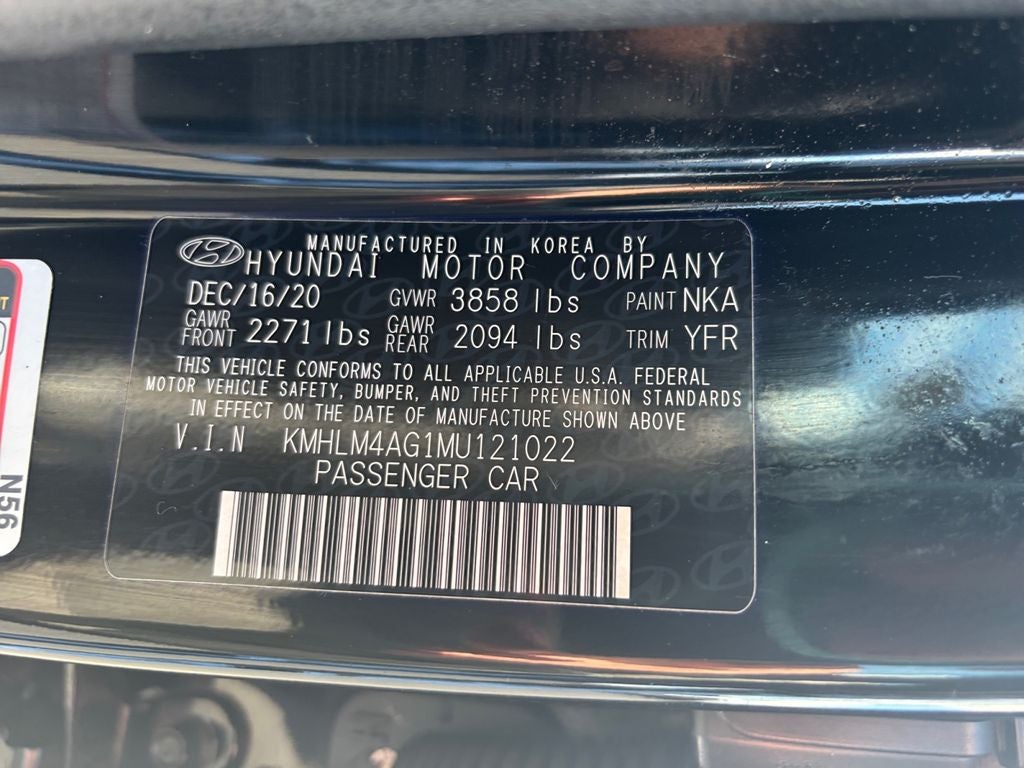 MANUFACTURED IN KOREA BY
HYUNDAI MOTOR COMPANY
DEC/16/20 GVWR 3858 lbs PAINT NKA
GAWR FRONT 2271 lbs GAWR REAR 2094 lbs TRIM YFR
THIS VEHICLE CONFORMS TO ALL APPLICABLE U.S.A. FEDERAL
MOTOR VEHICLE SAFETY, BUMPER, AND THEFT PREVENTION STANDARDS
IN EFFECT ON THE DATE OF MANUFACTURE SHOWN ABOVE
V.I.N KMHLM4AG1MU121022
PASSENGER CAR
N56